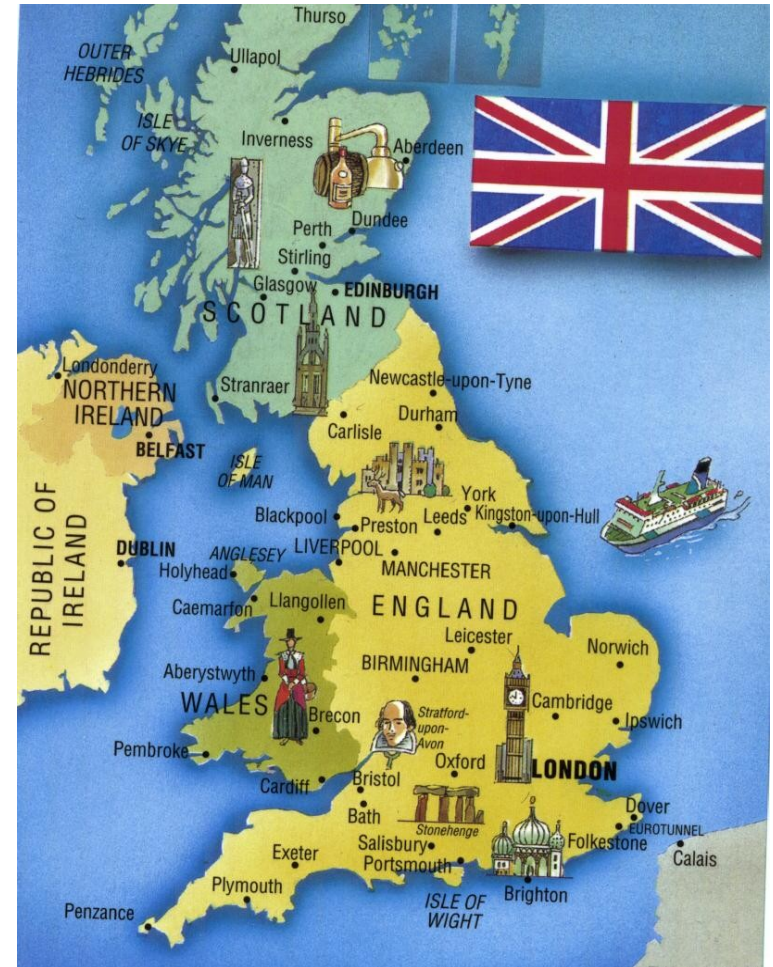 Thurso
OUTER
HEBRIDES
Ullapol
ISLE
OF SKYE
Inverness
Aberdeen
Dundee
Perth
Stirling
Glasgow
EDINBURGH
SCOTLAND
Londonderry
NORTHERN
IRELAND
BELFAST
Stranraer
Newcastle-upon-Tyne
Durham
Carlisle
ISLE
OF MAN
York
Blackpool
Preston
Leeds
Kingston-upon-Hull
REPUBLIC OF
IRELAND
DUBLIN
ANGLESEY
LIVERPOOL
Holyhead
MANCHESTER
Caernarfon
Llangollen
ENGLAND
Leicester
Norwich
Aberystwyth
BIRMINGHAM
WALES
Brecon
Stratford-
upon-
Avon
Cambridge
Ipswich
Pembroke
Oxford
LONDON
Cardiff
Bristol
Bath
Stonehenge
Dover
EUROTUNNEL
Folkestone
Calais
Salisbury
Portsmouth
Exeter
Brighton
Plymouth
ISLE OF
WIGHT
Penzance